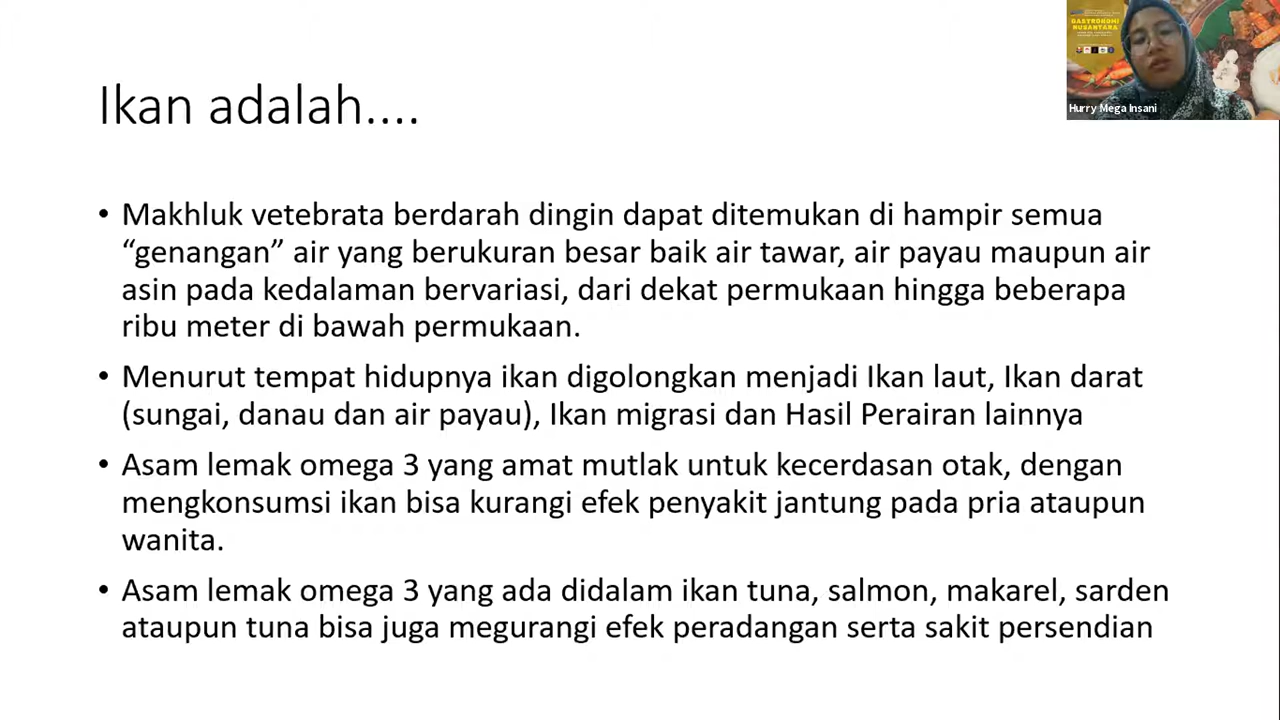 Ikan adalah....
• Makhluk vetebrata berdarah dingin dapat ditemukan di hampir semua
“genangan” air yang berukuran besar baik air tawar, air payau maupun air
asin pada kedalaman bervariasi, dari dekat permukaan hingga beberapa
ribu meter di bawah permukaan.
• Menurut tempat hidupnya ikan digolongkan menjadi Ikan laut, Ikan darat
(sungai, danau dan air payau), Ikan migrasi dan Hasil Perairan lainnya
• Asam lemak omega 3 yang amat mutlak untuk kecerdasan otak, dengan
mengkonsumsi ikan bisa kurangi efek penyakit jantung pada pria ataupun
wanita.
• Asam lemak omega 3 yang ada didalam ikan tuna, salmon, makarel, sarden
ataupun tuna bisa juga megurangi efek peradangan serta sakit persendian
GASTRONOMI
NUSANTARA
Hurry Mega Insani